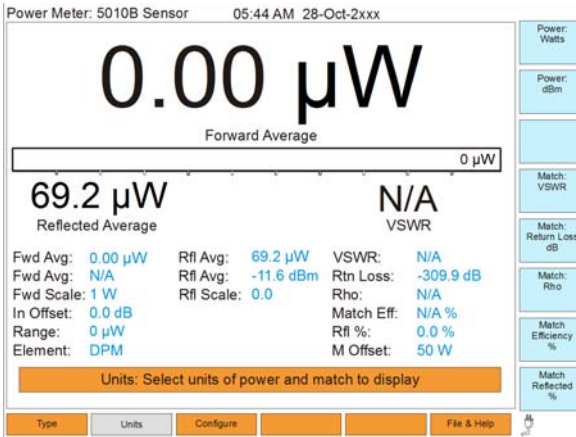 Power Meter: 5010B Sensor 05:44 AM 28-Oct-2xxx
0.00 µW
Forward Average
0 µW
69.2 µW N/A
Reflected Average VSWR
Fwd Avg: 0.00 µW Rfl Avg: 69.2 µW VSWR: N/A
Fwd Avg: N/A Rfl Avg: -11.6 dBm Rtn Loss: -309.9 dB
Fwd Scale: 1 W Rfl Scale: 0.0 Rho: N/A
In Offset: 0.0 dB Match Eff: N/A %
Range: 0 µW Rfl %: 0.0 %
Element: DPM M Offset: 50 W
Units: Select units of power and match to display
Type Units Configure File & Help
Power:
Watts
Power:
dBm
Match:
VSWR
Match:
Return Loss
dB
Match:
Rho
Match
Efficiency
%
Match
Reflected
%